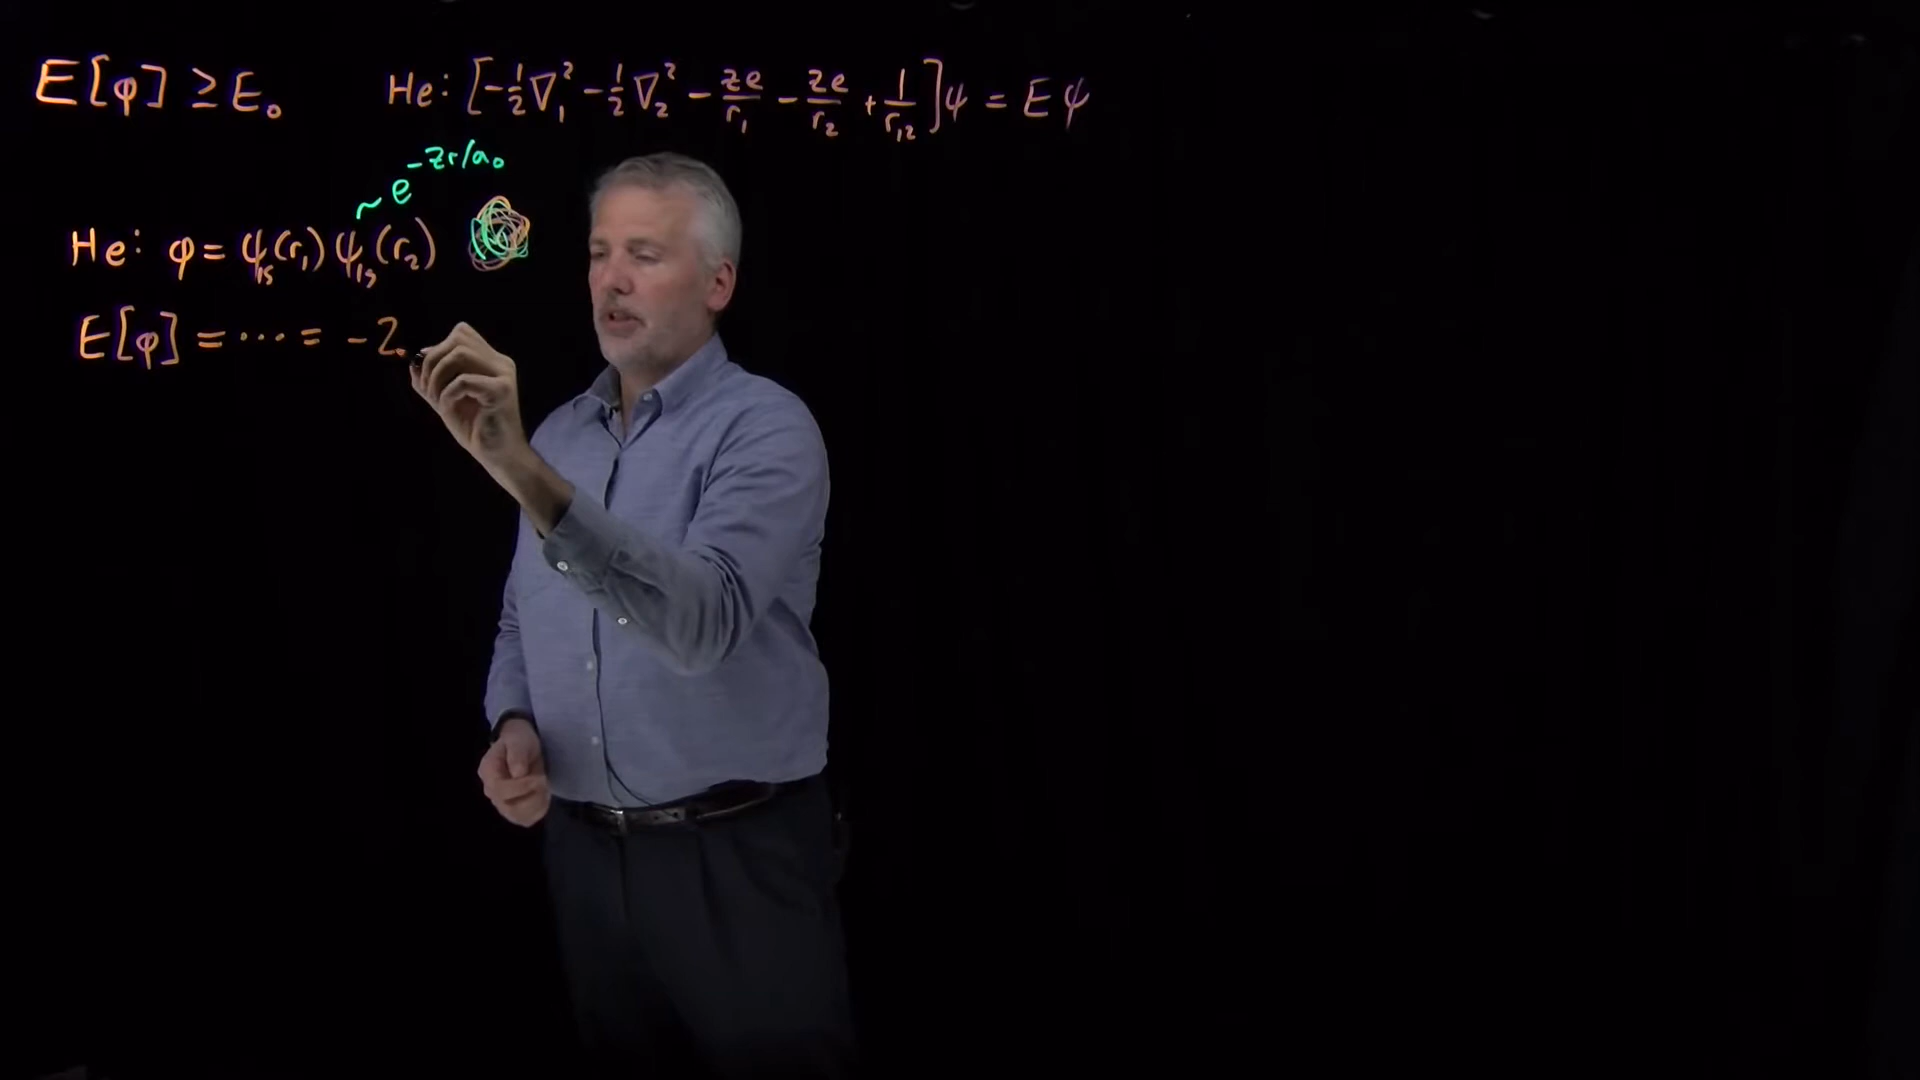 E[φ] ≥ E₀
He: [-½∇₁² - ½∇₂² - ze/r₁ - ze/r₂ + 1/r₁₂]ψ = Eψ
~ e^(-Zr/a₀)
He: φ = ψ₁ₛ(r₁) ψ₁ₛ(r₂)
E[φ] = ··· = -2.